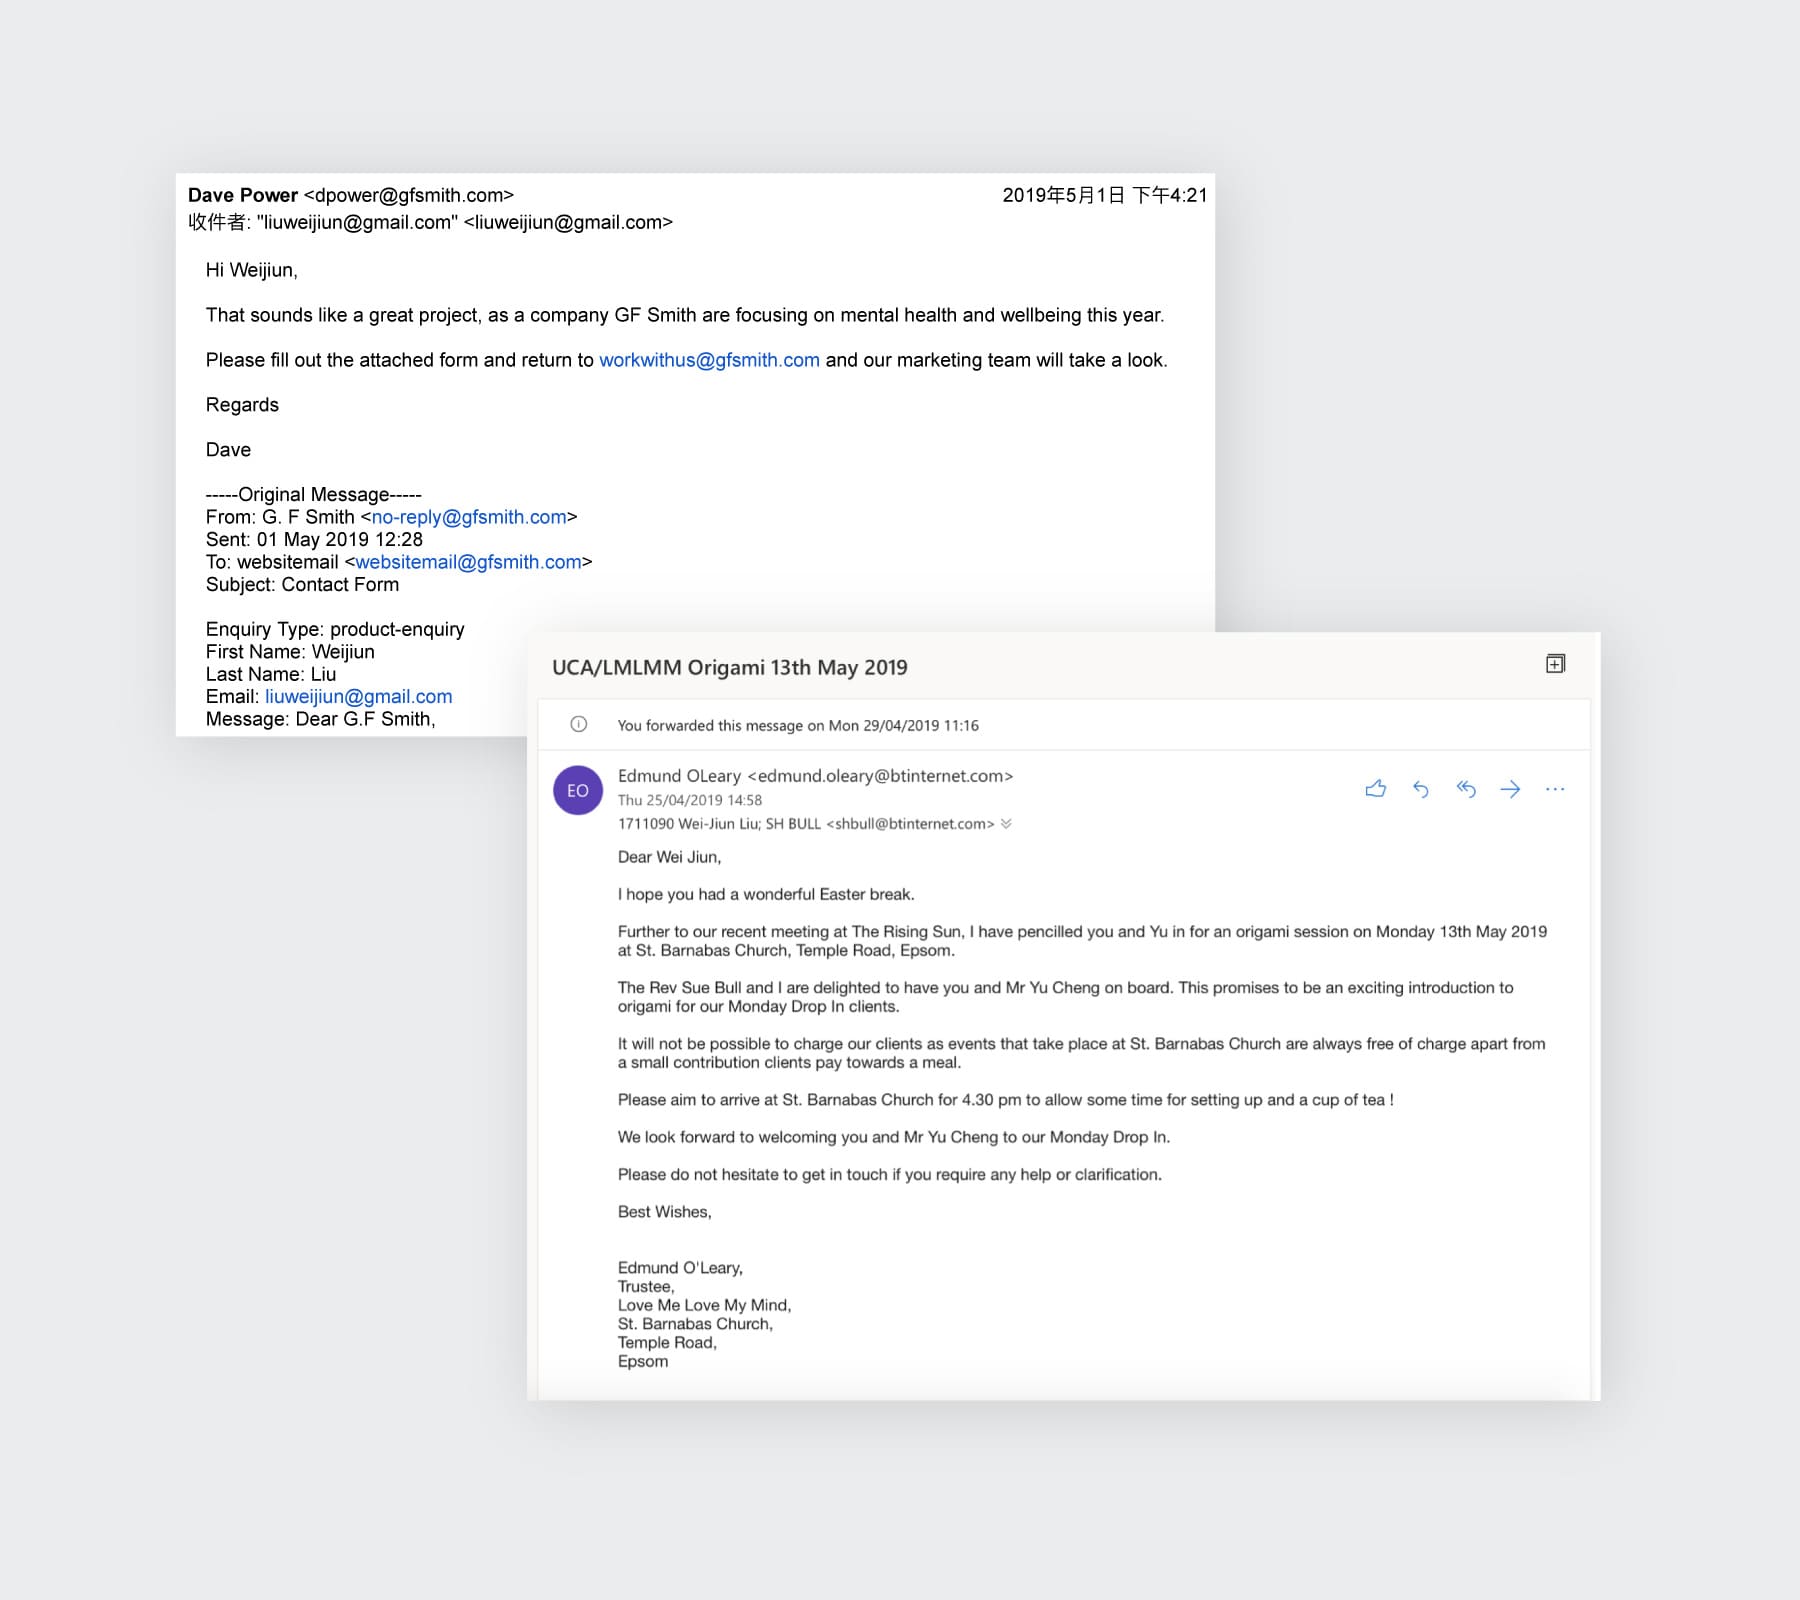 Dave Power <dpower@gfsmith.com>
2019年5月1日 下午4:21
收件者: "liuweijiun@gmail.com" <liuweijiun@gmail.com>
Hi Weijiun,
That sounds like a great project, as a company GF Smith are focusing on mental health and wellbeing this year.
Please fill out the attached form and return to workwithus@gfsmith.com and our marketing team will take a look.
Regards
Dave
-----Original Message-----
From: G. F Smith <no-reply@gfsmith.com>
Sent: 01 May 2019 12:28
To: websitemail <websitemail@gfsmith.com>
Subject: Contact Form
Enquiry Type: product-enquiry
First Name: Weijiun
Last Name: Liu
Email: liuweijiun@gmail.com
Message: Dear G.F Smith,
UCA/LMLMM Origami 13th May 2019
You forwarded this message on Mon 29/04/2019 11:16
EO
Edmund OLeary <edmund.oleary@btinternet.com>
Thu 25/04/2019 14:58
1711090 Wei-Jiun Liu; SH BULL <shbull@btinternet.com>
Dear Wei Jiun,
I hope you had a wonderful Easter break.
Further to our recent meeting at The Rising Sun, I have pencilled you and Yu in for an origami session on Monday 13th May 2019
at St. Barnabas Church, Temple Road, Epsom.
The Rev Sue Bull and I are delighted to have you and Mr Yu Cheng on board. This promises to be an exciting introduction to
origami for our Monday Drop In clients.
It will not be possible to charge our clients as events that take place at St. Barnabas Church are always free of charge apart from
a small contribution clients pay towards a meal.
Please aim to arrive at St. Barnabas Church for 4.30 pm to allow some time for setting up and a cup of tea !
We look forward to welcoming you and Mr Yu Cheng to our Monday Drop In.
Please do not hesitate to get in touch if you require any help or clarification.
Best Wishes,
Edmund O'Leary,
Trustee,
Love Me Love My Mind,
St. Barnabas Church,
Temple Road,
Epsom